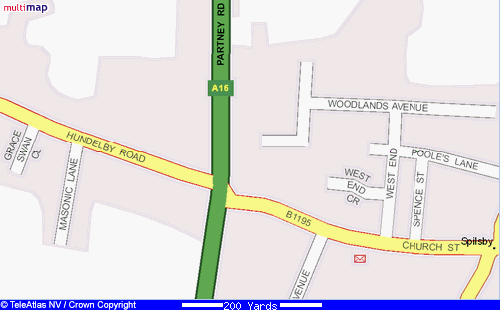 multimap
PARTNEY RD
A16
WOODLANDS AVENUE
GRACE
SWAN
CL
HUNDELBY ROAD
MASONIC LANE
POOLE'S LANE
WEST END
WEST
END
CR
SPENCE ST
B1195
CHURCH ST
Spilsby
AVENUE
© TeleAtlas NV / Crown Copyright
200 Yards